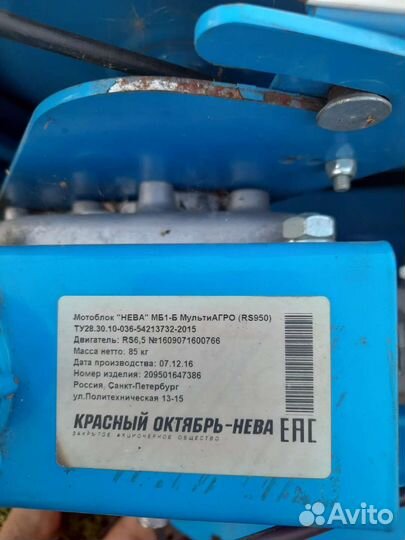 Мотоблок "НЕВА" МБ1-Б МультиАГРО (RS950)
ТУ28.30.10-036-54213732-2015
Двигатель: RS6,5 №1609071600766
Масса нетто: 85 кг
Дата производства: 07.12.16
Номер изделия: 209501647386
Россия, Санкт-Петербург
ул.Политехническая 13-15
КРАСНЫЙ ОКТЯБРЬ-НЕВА EAC
ЗАКРЫТОЕ АКЦИОНЕРНОЕ ОБЩЕСТВО
Avito